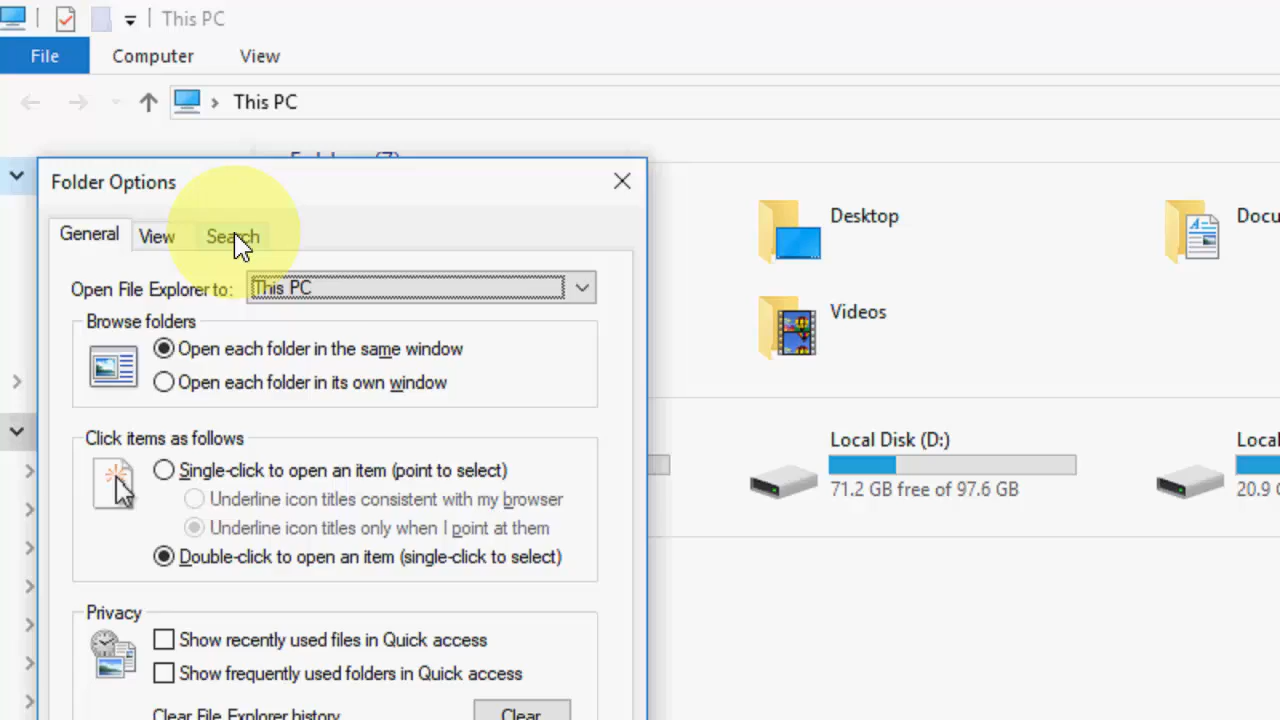 This PC
File Computer View
This PC
Folder Options
General View Search
Open File Explorer to: This PC
Browse folders
Open each folder in the same window
Open each folder in its own window
Click items as follows
Single-click to open an item (point to select)
Underline icon titles consistent with my browser
Underline icon titles only when I point at them
Double-click to open an item (single-click to select)
Privacy
Show recently used files in Quick access
Show frequently used folders in Quick access
Clear File Explorer history Clear
Desktop Docu
Videos
Local Disk (D:) Local
71.2 GB free of 97.6 GB 20.9